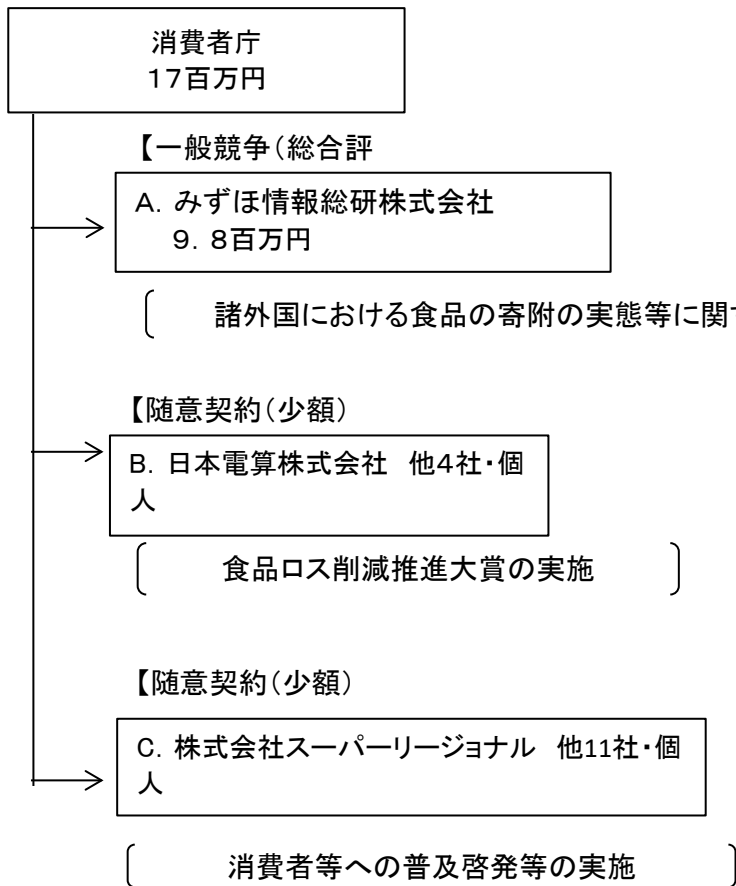 消費者庁
17百万円
【一般競争(総合評
A. みずほ情報総研株式会社
9. 8百万円
諸外国における食品の寄附の実態等に関
【随意契約(少額)
B. 日本電算株式会社 他4社・個
人
食品ロス削減推進大賞の実施
【随意契約(少額)
C. 株式会社スーパーリージョナル 他11社・個
人
消費者等への普及啓発等の実施